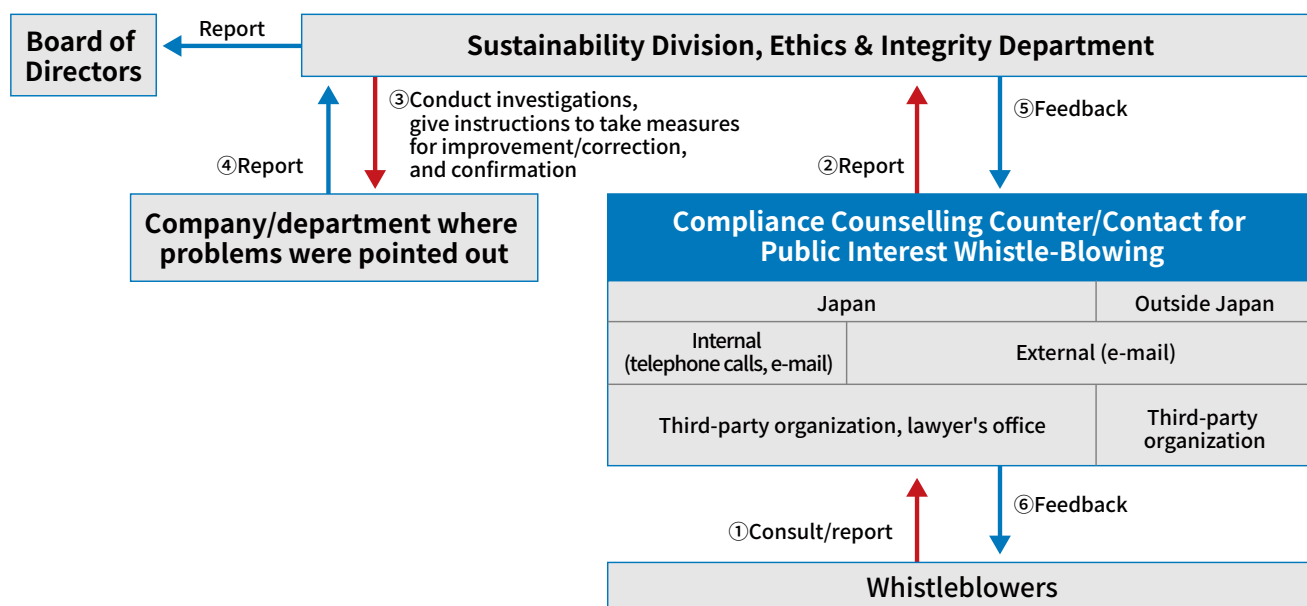 Board of
Directors
Report
Sustainability Division, Ethics & Integrity Department
④Report
③Conduct investigations,
give instructions to take measures
for improvement/correction,
and confirmation
②Report
⑤Feedback
Company/department where
problems were pointed out
Compliance Counselling Counter/Contact for
Public Interest Whistle-Blowing
Japan
Outside Japan
Internal
(telephone calls, e-mail)
External (e-mail)
Third-party organization, lawyer's office
Third-party
organization
①Consult/report
⑥Feedback
Whistleblowers